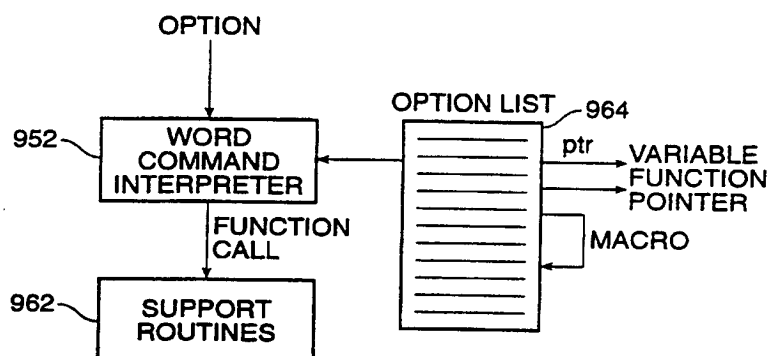 OPTION
OPTION LIST
964
952
WORD
COMMAND
INTERPRETER
ptr
VARIABLE
FUNCTION
POINTER
MACRO
FUNCTION
CALL
962
SUPPORT
ROUTINES